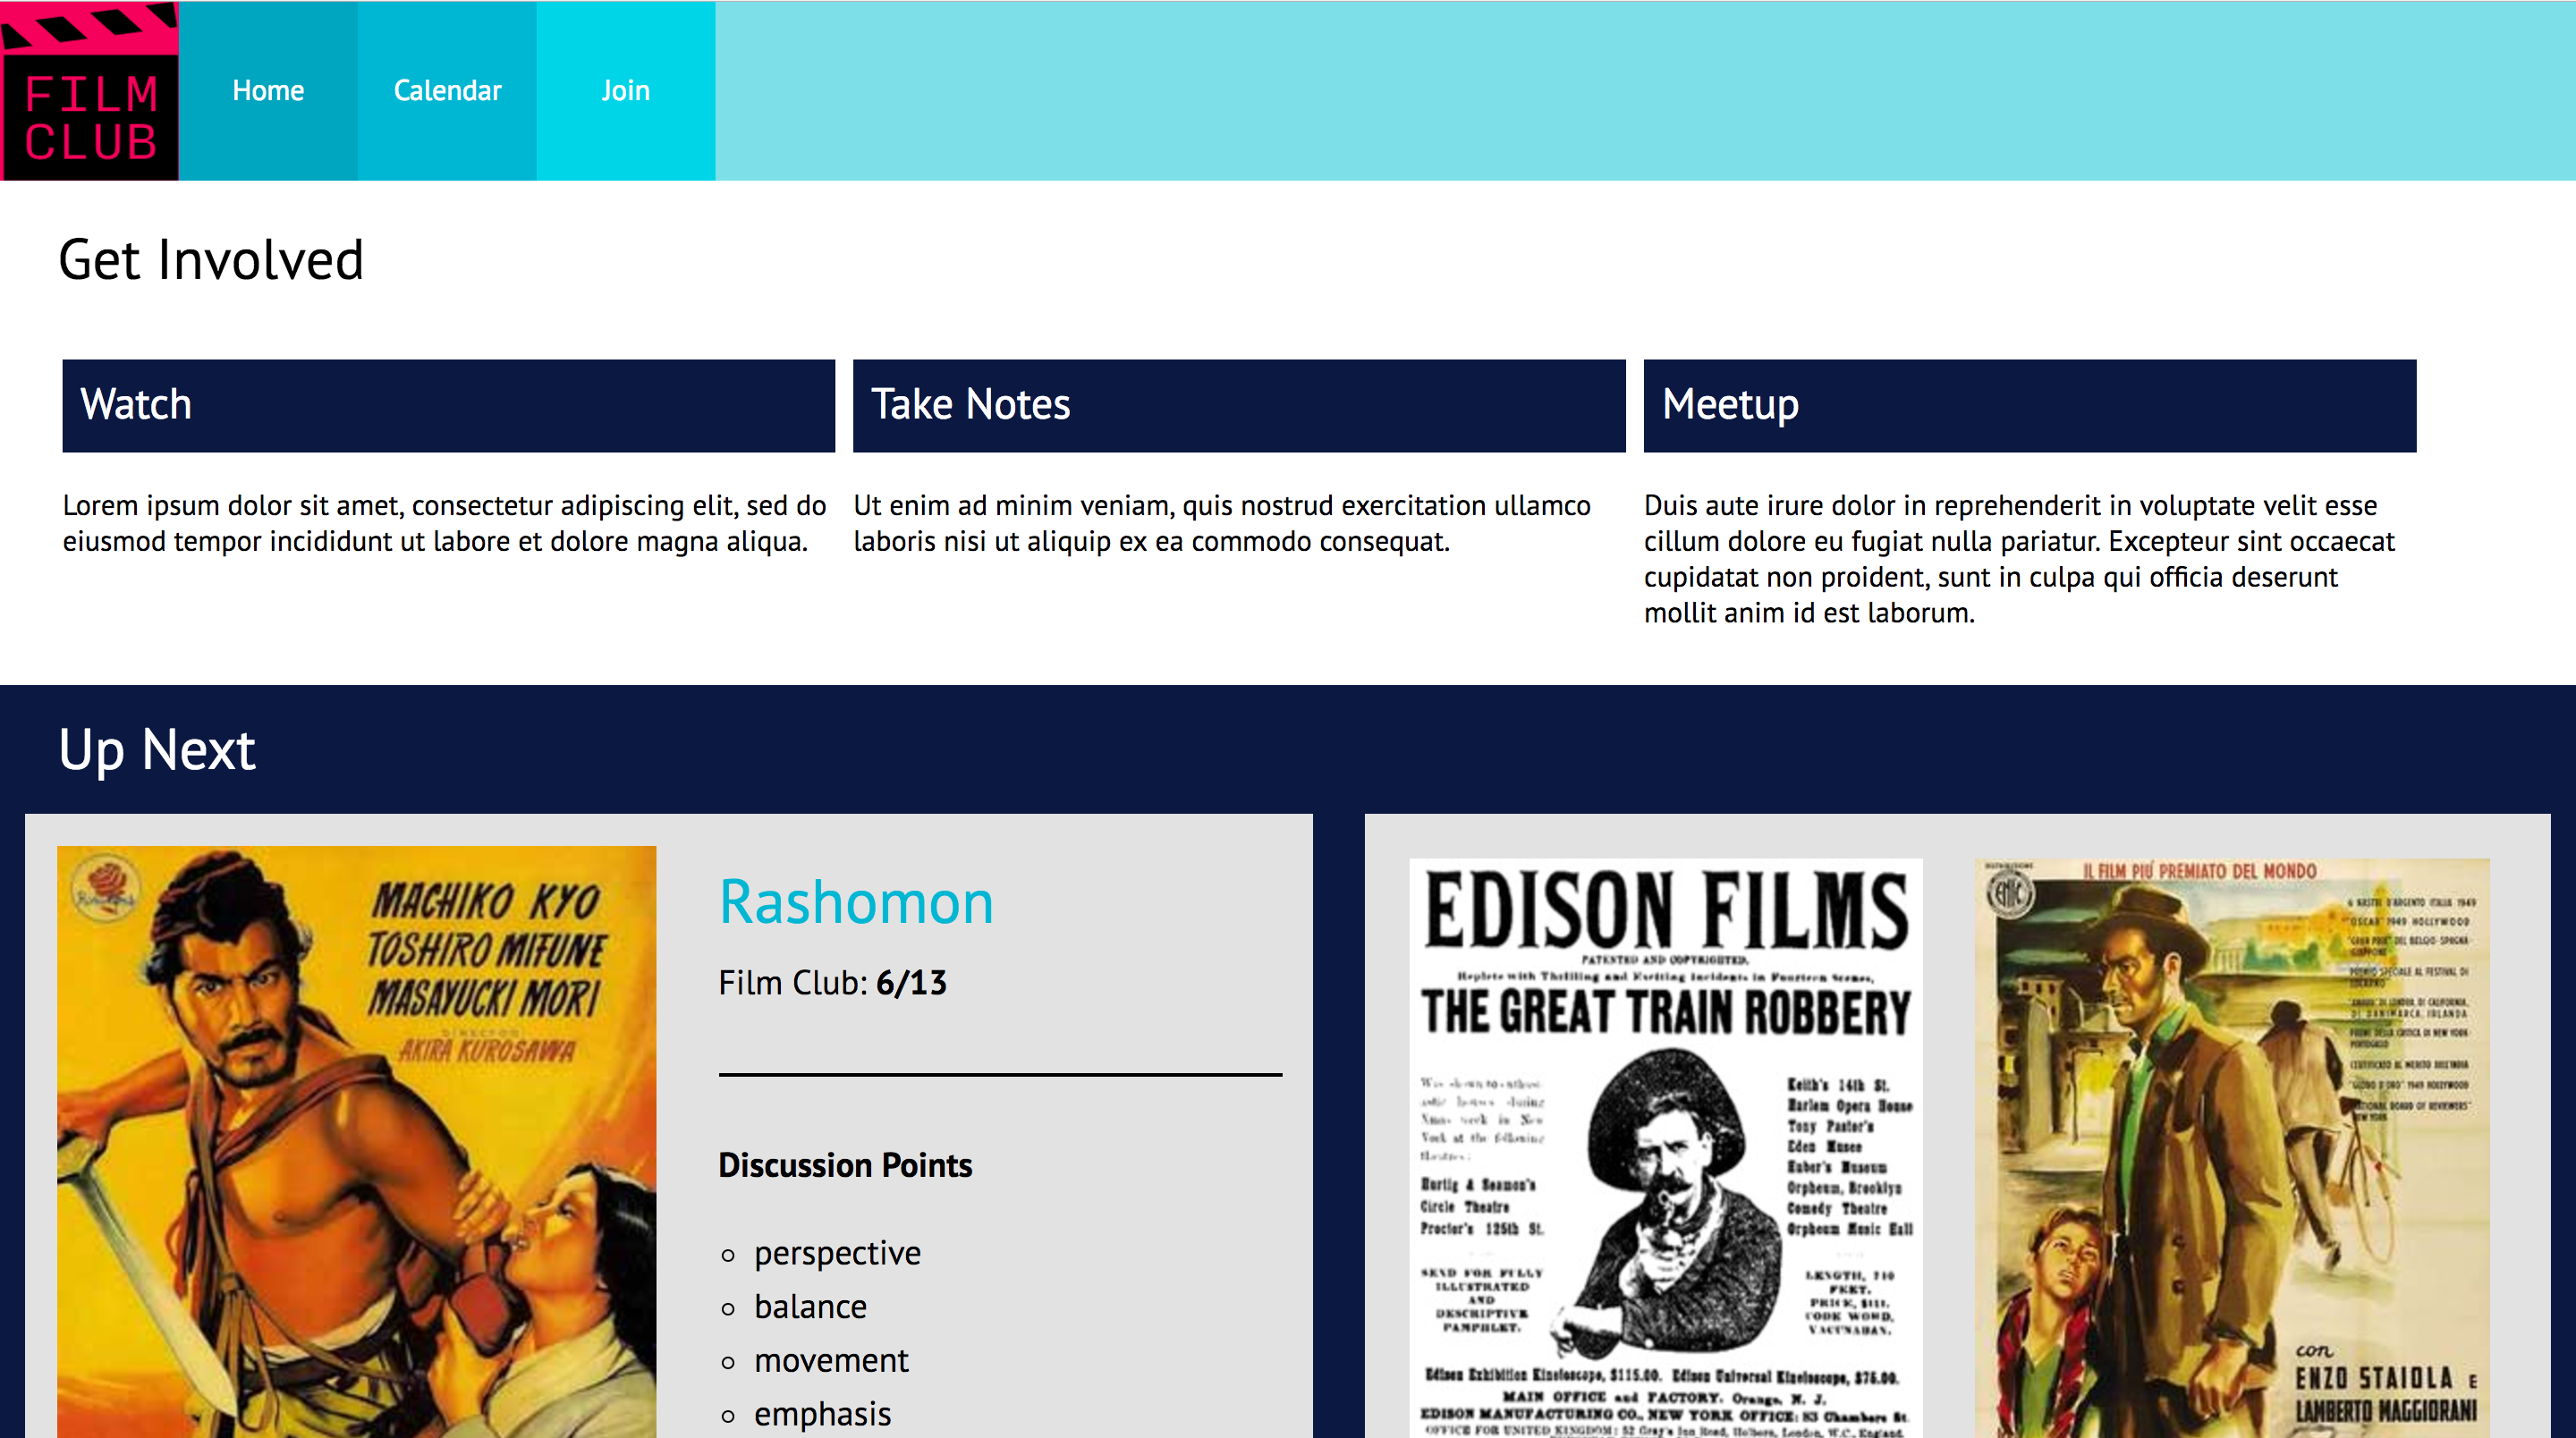 FILM
CLUB
Home
Calendar
Join
Get Involved
Watch
Lorem ipsum dolor sit amet, consectetur adipiscing elit, sed do
eiusmod tempor incididunt ut labore et dolore magna aliqua.
Take Notes
Ut enim ad minim veniam, quis nostrud exercitation ullamco
laboris nisi ut aliquip ex ea commodo consequat.
Meetup
Duis aute irure dolor in reprehenderit in voluptate velit esse
cillum dolore eu fugiat nulla pariatur. Excepteur sint occaecat
cupidatat non proident, sunt in culpa qui officia deserunt
mollit anim id est laborum.
Up Next
MACHIKO KYO
TOSHIRO MIFUNE
MASAYUCKI MORI
AKIRA KUROSAWA
Rashomon
Film Club: 6/13
Discussion Points
perspective
balance
movement
emphasis
EDISON FILMS
PATENTED AND COPYRIGHTED.
Replete with Thrilling and Exciting Incidents in Fourteen Scenes,
THE GREAT TRAIN ROBBERY
Hurtig & Seamon's
Circle Theatre
Proctor's 125th St.
SEND FOR FULLY
ILLUSTRATED
AND
DESCRIPTIVE
PAMPHLET.
Keith's 14th St.
Harlem Opera House
Tony Pastor's
Eden Musee
Huber's Museum
Orpheum, Brooklyn
Comedy Theatre
Orpheum Music Hall
LENGTH, 740
FEET.
PRICE, $111.
CODE WORD,
VACUNABAN.
Edison Exhibition Kinetoscope, $115.00. Edison Universal Kinetoscope, $75.00.
MAIN OFFICE and FACTORY, Orange, N. J.
EDISON MANUFACTURING CO., NEW YORK OFFICE: 83 Chambers St.
OFFICE FOR UNITED KINGDOM: 52 Gray's Inn Road, Holborn, London, W.C., England.
IL FILM PIÚ PREMIATO DEL MONDO
ENIC
con
ENZO STAIOLA E
LAMBERTO MAGGIORANI